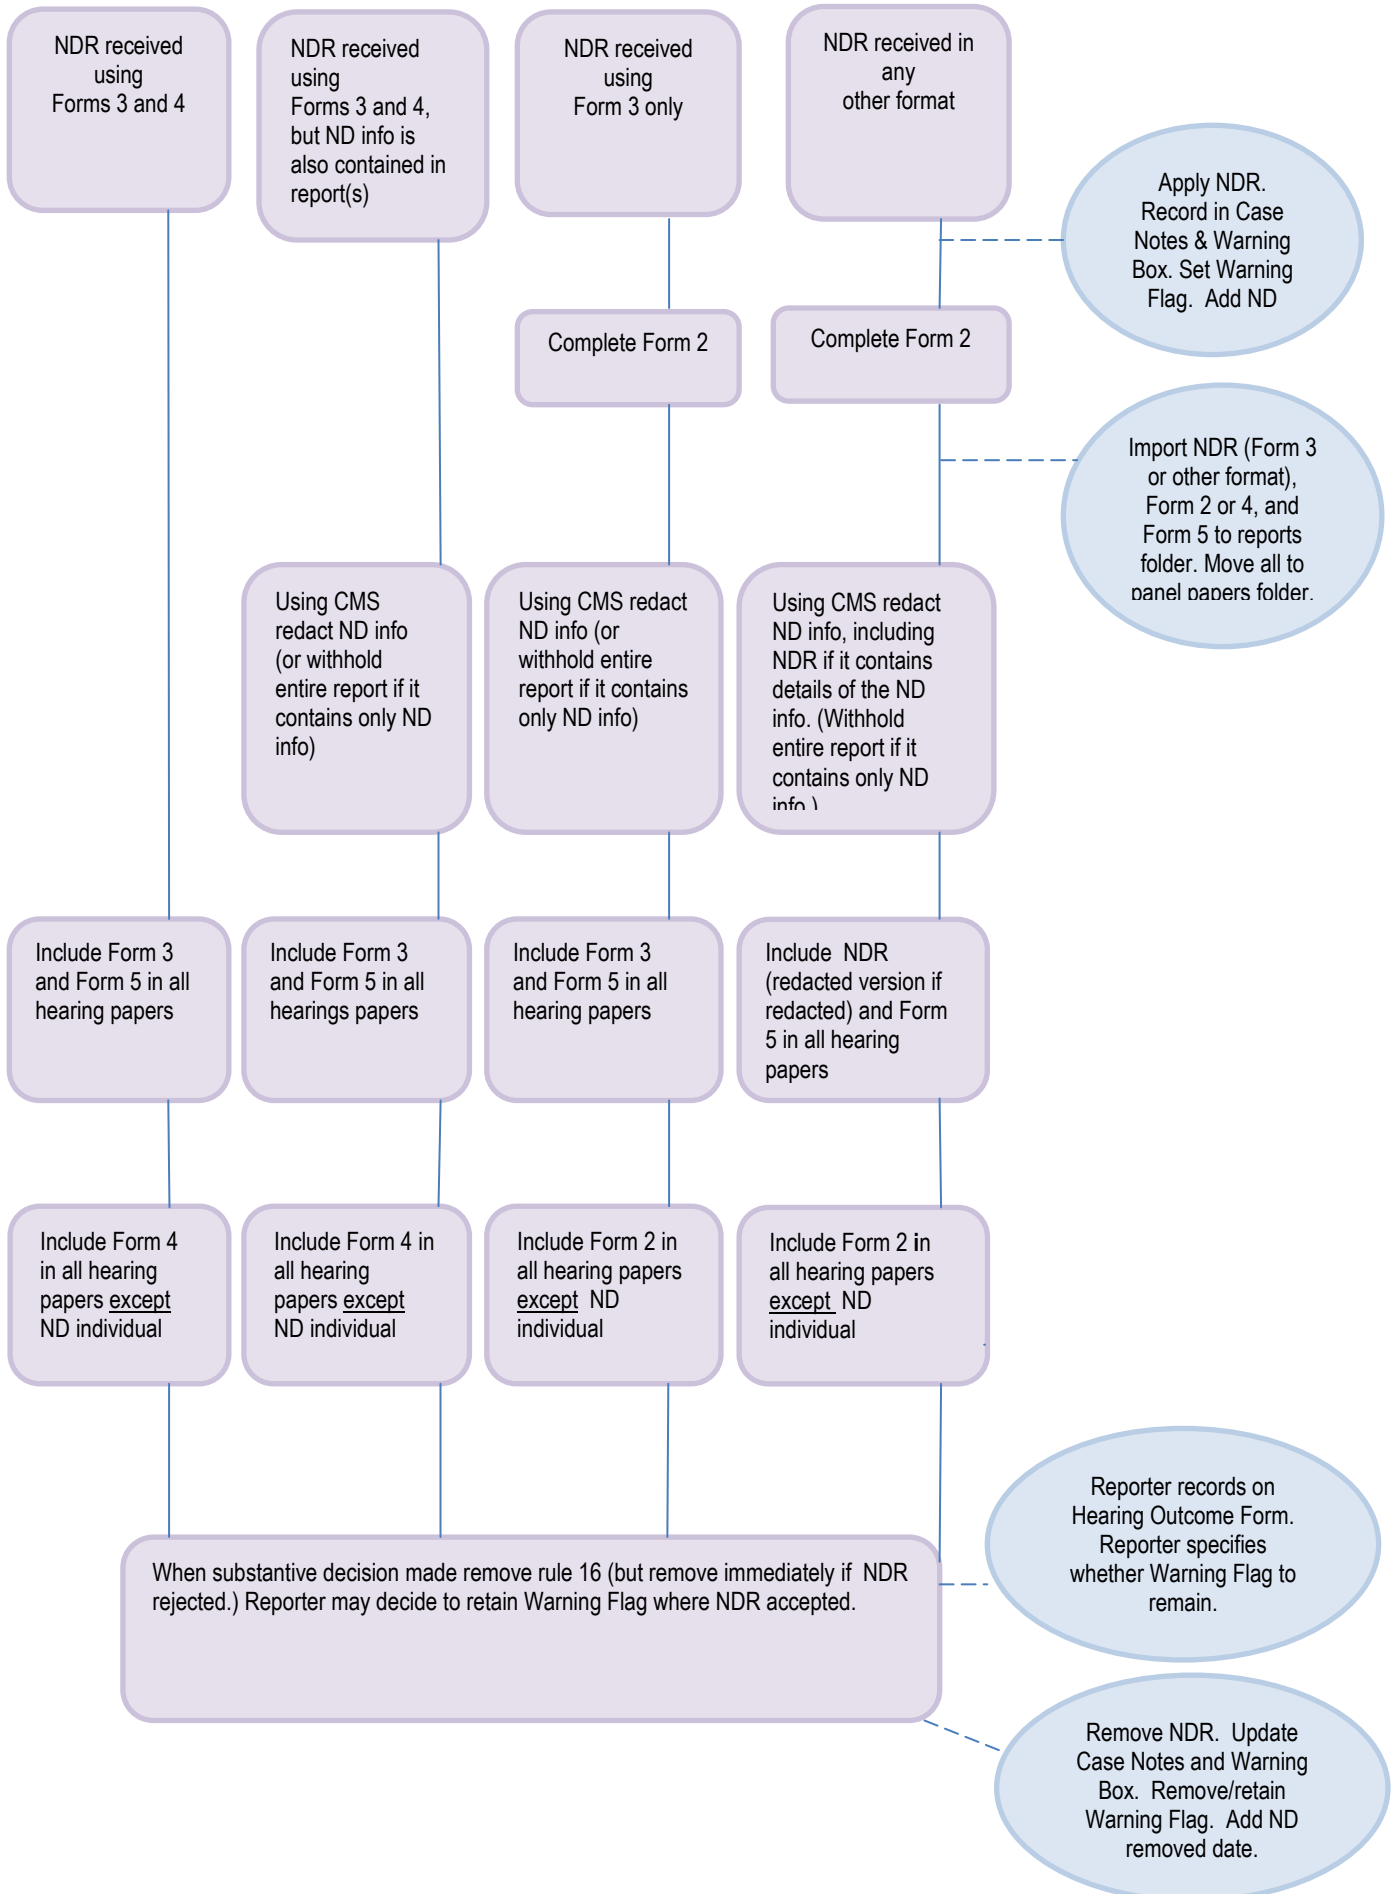 NDR received
using
Forms 3 and 4
NDR received
using
Forms 3 and 4,
but ND info is
also contained in
report(s)
NDR received
using
Form 3 only
NDR received in
any
other format
Apply NDR.
Record in Case
Notes & Warning
Box. Set Warning
Flag.  Add ND
Complete Form 2
Complete Form 2
Import NDR (Form 3
or other format),
Form 2 or 4, and
Form 5 to reports
folder. Move all to
panel papers folder.
Using CMS
redact ND info
(or withhold
entire report if it
contains only ND
info)
Using CMS redact
ND info (or
withhold entire
report if it contains
only ND info)
Using CMS redact
ND info, including
NDR if it contains
details of the ND
info. (Withhold
entire report if it
contains only ND
info.)
Include Form 3
and Form 5 in all
hearing papers
Include Form 3
and Form 5 in all
hearings papers
Include Form 3
and Form 5 in all
hearing papers
Include  NDR
(redacted version if
redacted) and Form
5 in all hearing
papers
Include Form 4
in all hearing
papers except
ND individual
Include Form 4 in
all hearing
papers except
ND individual
Include Form 2 in
all hearing papers
except  ND
individual
Include Form 2 in
all hearing papers
except  ND
individual
Reporter records on
Hearing Outcome Form.
Reporter specifies
whether Warning Flag to
remain.
When substantive decision made remove rule 16 (but remove immediately if  NDR
rejected.) Reporter may decide to retain Warning Flag where NDR accepted.
Remove NDR.  Update
Case Notes and Warning
Box.  Remove/retain
Warning Flag.  Add ND
removed date.